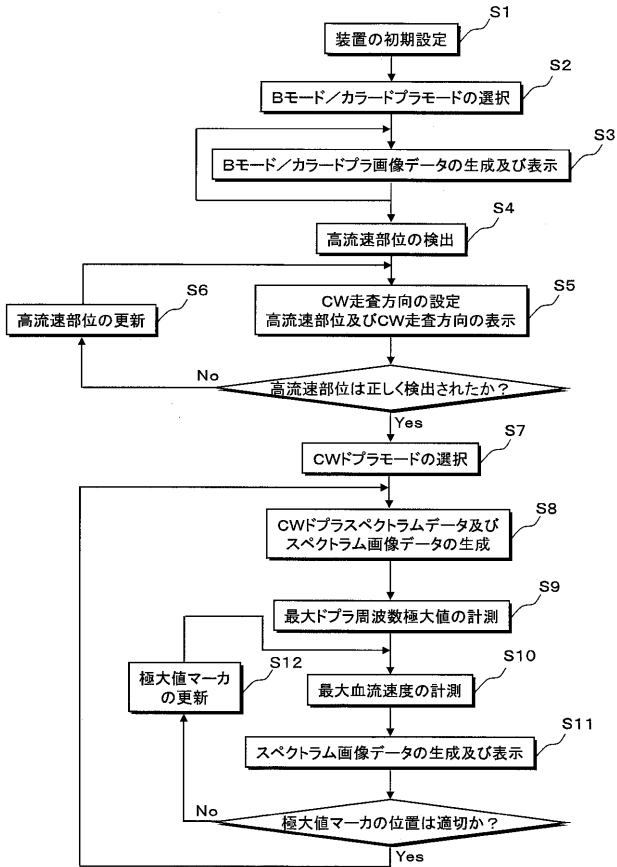 S1
装置の初期設定
S2
Bモード／カラードプラモードの選択
S3
Bモード／カラードプラ画像データの生成及び表示
S4
高流速部位の検出
S6
高流速部位の更新
S5
CW走査方向の設定
高流速部位及びCW走査方向の表示
No
高流速部位は正しく検出されたか？
Yes
S7
CWドプラモードの選択
S8
CWドプラスペクトラムデータ及び
スペクトラム画像データの生成
S9
最大ドプラ周波数極大値の計測
S12
極大値マーカ
の更新
S10
最大血流速度の計測
S11
スペクトラム画像データの生成及び表示
No
極大値マーカの位置は適切か？
Yes